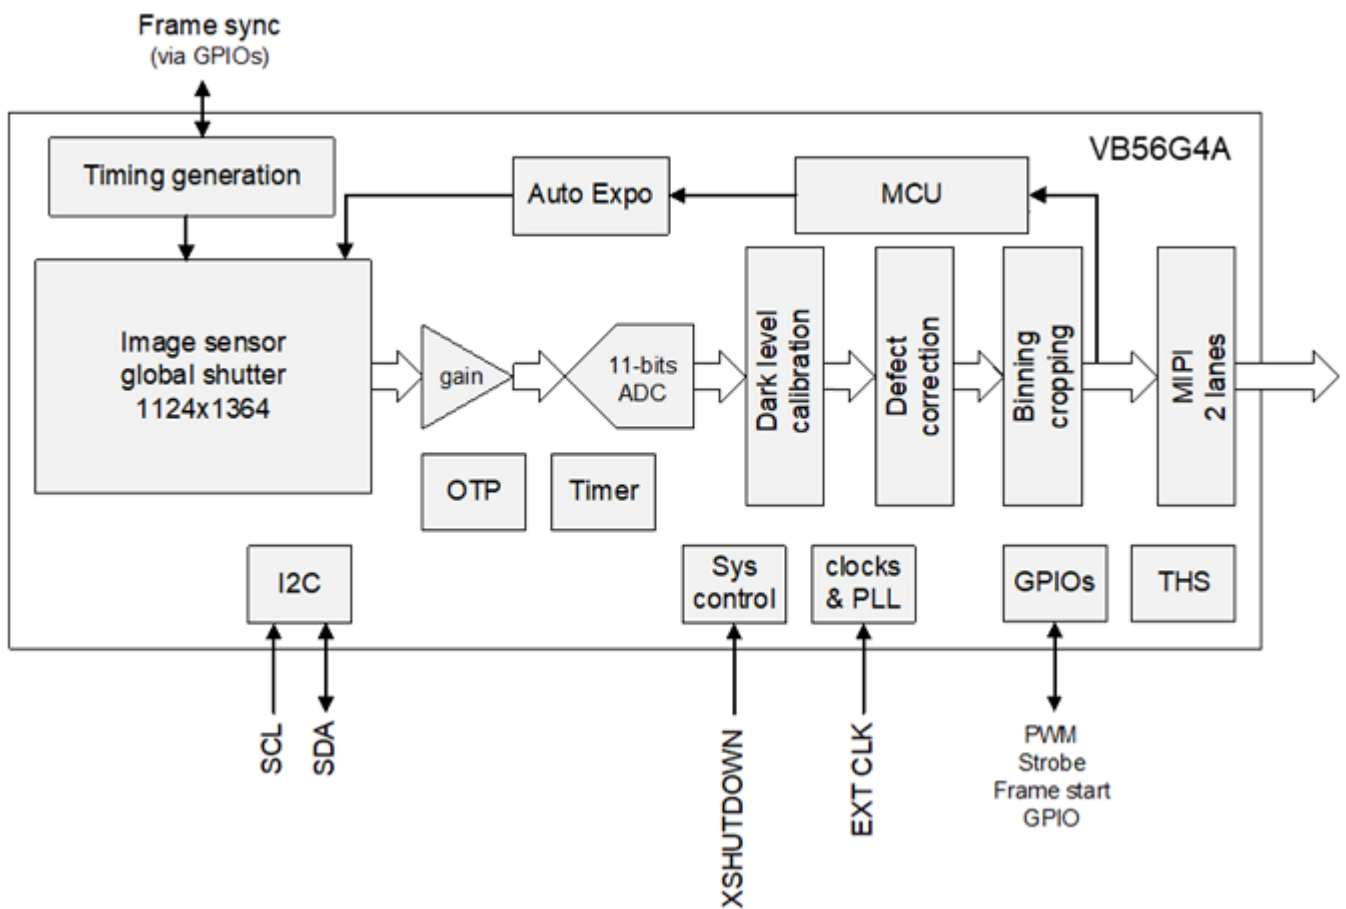 Frame sync
(via GPIOs)
VB56G4A
Timing generation
Auto Expo
MCU
Image sensor
global shutter
1124x1364
gain
11-bits
ADC
Dark level
calibration
Defect
correction
Binning
cropping
MIPI
2 lanes
OTP
Timer
I2C
Sys
control
clocks
& PLL
GPIOs
THS
SCL
SDA
XSHUTDOWN
EXT CLK
PWM
Strobe
Frame start
GPIO